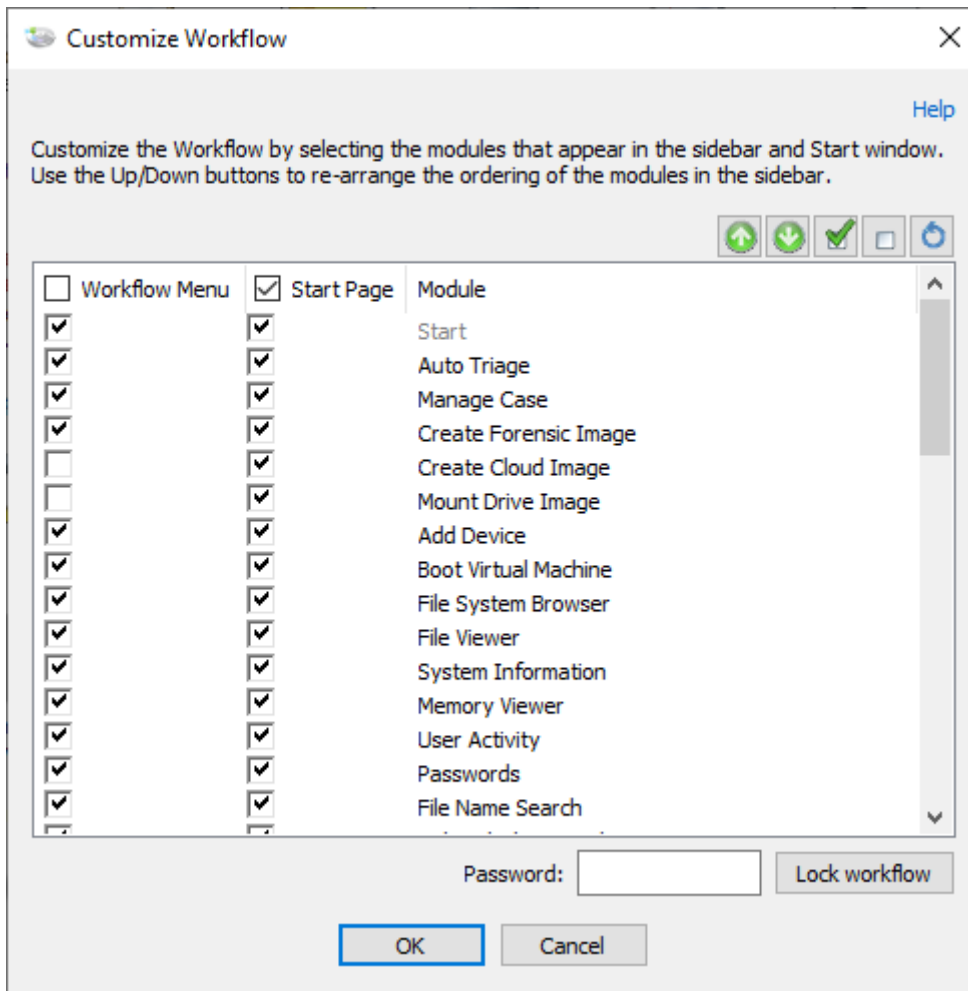 Customize Workflow
Help
Customize the Workflow by selecting the modules that appear in the sidebar and Start window.
Use the Up/Down buttons to re-arrange the ordering of the modules in the sidebar.
Workflow Menu Start Page Module
Start
Auto Triage
Manage Case
Create Forensic Image
Create Cloud Image
Mount Drive Image
Add Device
Boot Virtual Machine
File System Browser
File Viewer
System Information
Memory Viewer
User Activity
Passwords
File Name Search
Password: Lock workflow
OK Cancel